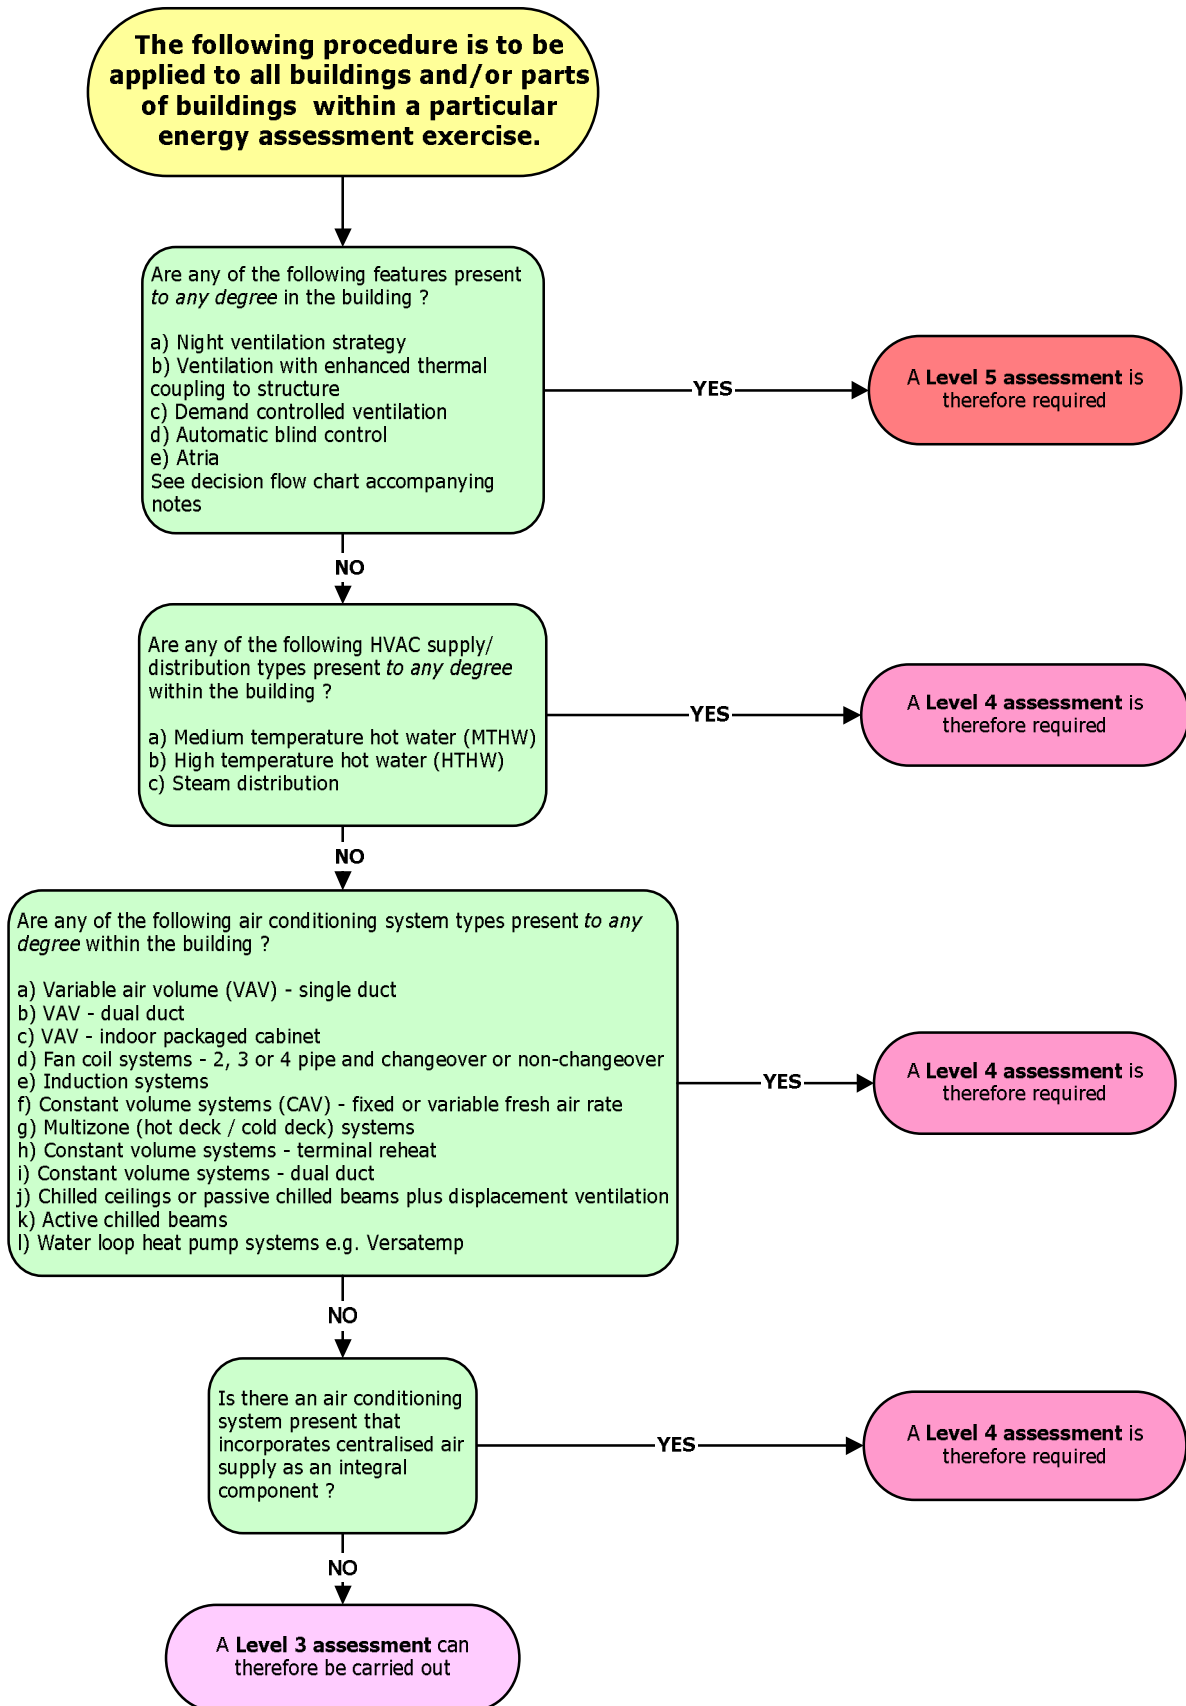 The following procedure is to be
applied to all buildings and/or parts
of buildings  within a particular
energy assessment exercise.
Are any of the following features present
to any degree in the building ?
a) Night ventilation strategy
b) Ventilation with enhanced thermal
coupling to structure
c) Demand controlled ventilation
d) Automatic blind control
e) Atria
See decision flow chart accompanying
notes
YES
A Level 5 assessment is
therefore required
NO
Are any of the following HVAC supply/
distribution types present to any degree
within the building ?
a) Medium temperature hot water (MTHW)
b) High temperature hot water (HTHW)
c) Steam distribution
YES
A Level 4 assessment is
therefore required
NO
Are any of the following air conditioning system types present to any
degree within the building ?
a) Variable air volume (VAV) - single duct
b) VAV - dual duct
c) VAV - indoor packaged cabinet
d) Fan coil systems - 2, 3 or 4 pipe and changeover or non-changeover
e) Induction systems
f) Constant volume systems (CAV) - fixed or variable fresh air rate
g) Multizone (hot deck / cold deck) systems
h) Constant volume systems - terminal reheat
i) Constant volume systems - dual duct
j) Chilled ceilings or passive chilled beams plus displacement ventilation
k) Active chilled beams
l) Water loop heat pump systems e.g. Versatemp
YES
A Level 4 assessment is
therefore required
NO
Is there an air conditioning
system present that
incorporates centralised air
supply as an integral
component ?
YES
A Level 4 assessment is
therefore required
NO
A Level 3 assessment can
therefore be carried out